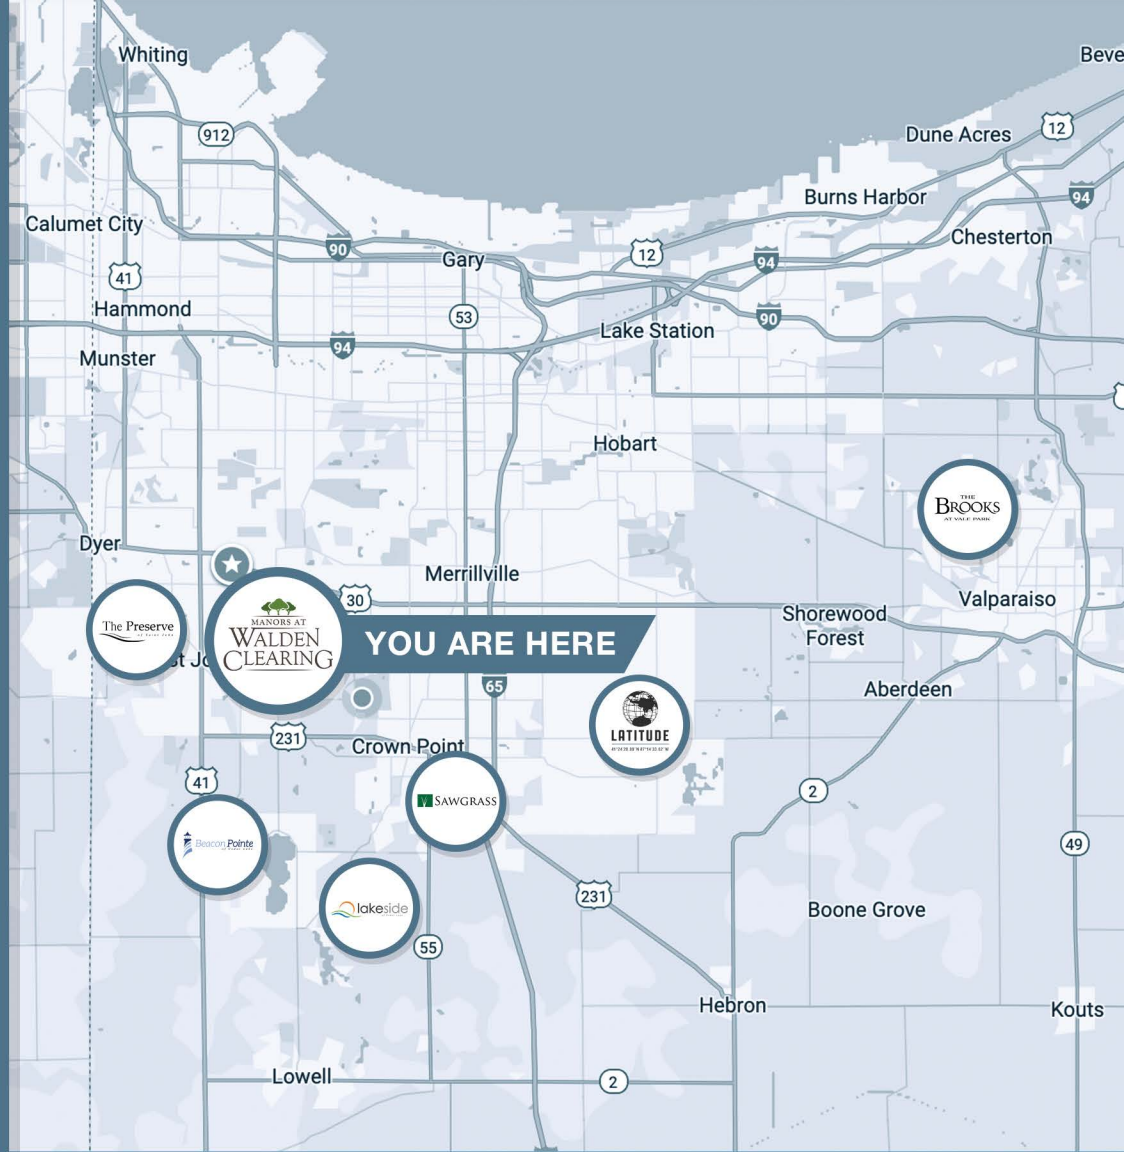 Whiting
Beve
912
Dune Acres
12
Burns Harbor
94
Calumet City
Chesterton
90
12
94
Gary
41
Hammond
53
90
Lake Station
94
Munster
Hobart
THE
BROOKS
AT VALE PARK
Dyer
Merrillville
30
Valparaiso
Shorewood
Forest
The Preserve
MANORS AT
WALDEN
CLEARING
YOU ARE HERE
st Jo
65
Aberdeen
LATITUDE
231
Crown Point
41
2
SAWGRASS
Beacon Pointe
49
231
lakeside
Boone Grove
55
Hebron
Kouts
Lowell
2